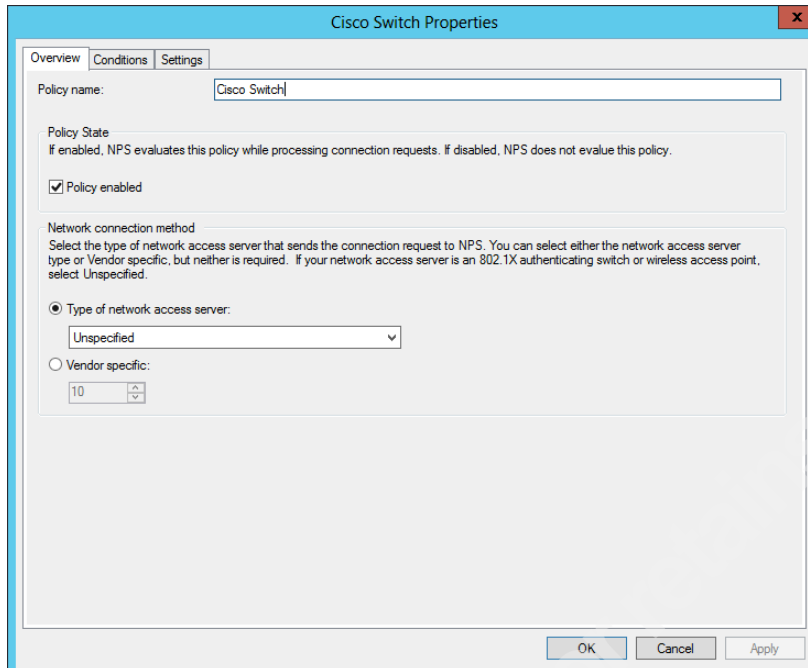 Cisco Switch Properties
x
Overview Conditions Settings
Policy name: Cisco Switch
Policy State
If enabled, NPS evaluates this policy while processing connection requests. If disabled, NPS does not evalue this policy.
Policy enabled
Network connection method
Select the type of network access server that sends the connection request to NPS. You can select either the network access server
type or Vendor specific, but neither is required. If your network access server is an 802.1X authenticating switch or wireless access point,
select Unspecified.
Type of network access server:
Unspecified
Vendor specific:
10
OK Cancel Apply